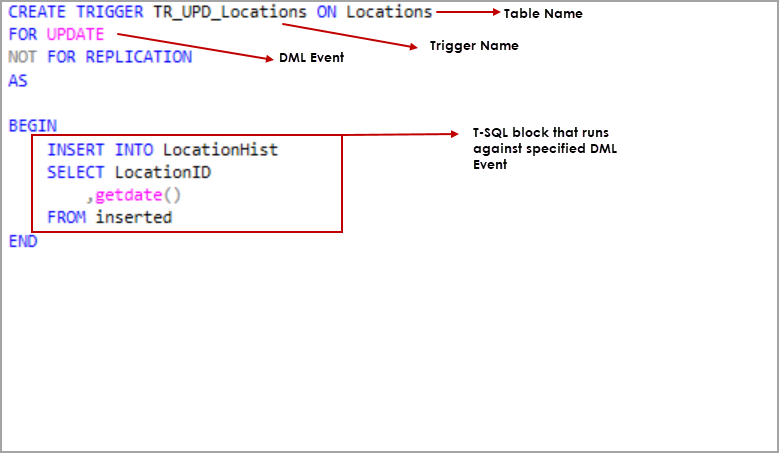 CREATE TRIGGER TR_UPD_Locations ON Locations
Table Name
FOR UPDATE
Trigger Name
NOT FOR REPLICATION
DML Event
AS
BEGIN
INSERT INTO LocationHist
SELECT LocationID
,getdate()
FROM inserted
END
T-SQL block that runs
against specified DML
Event